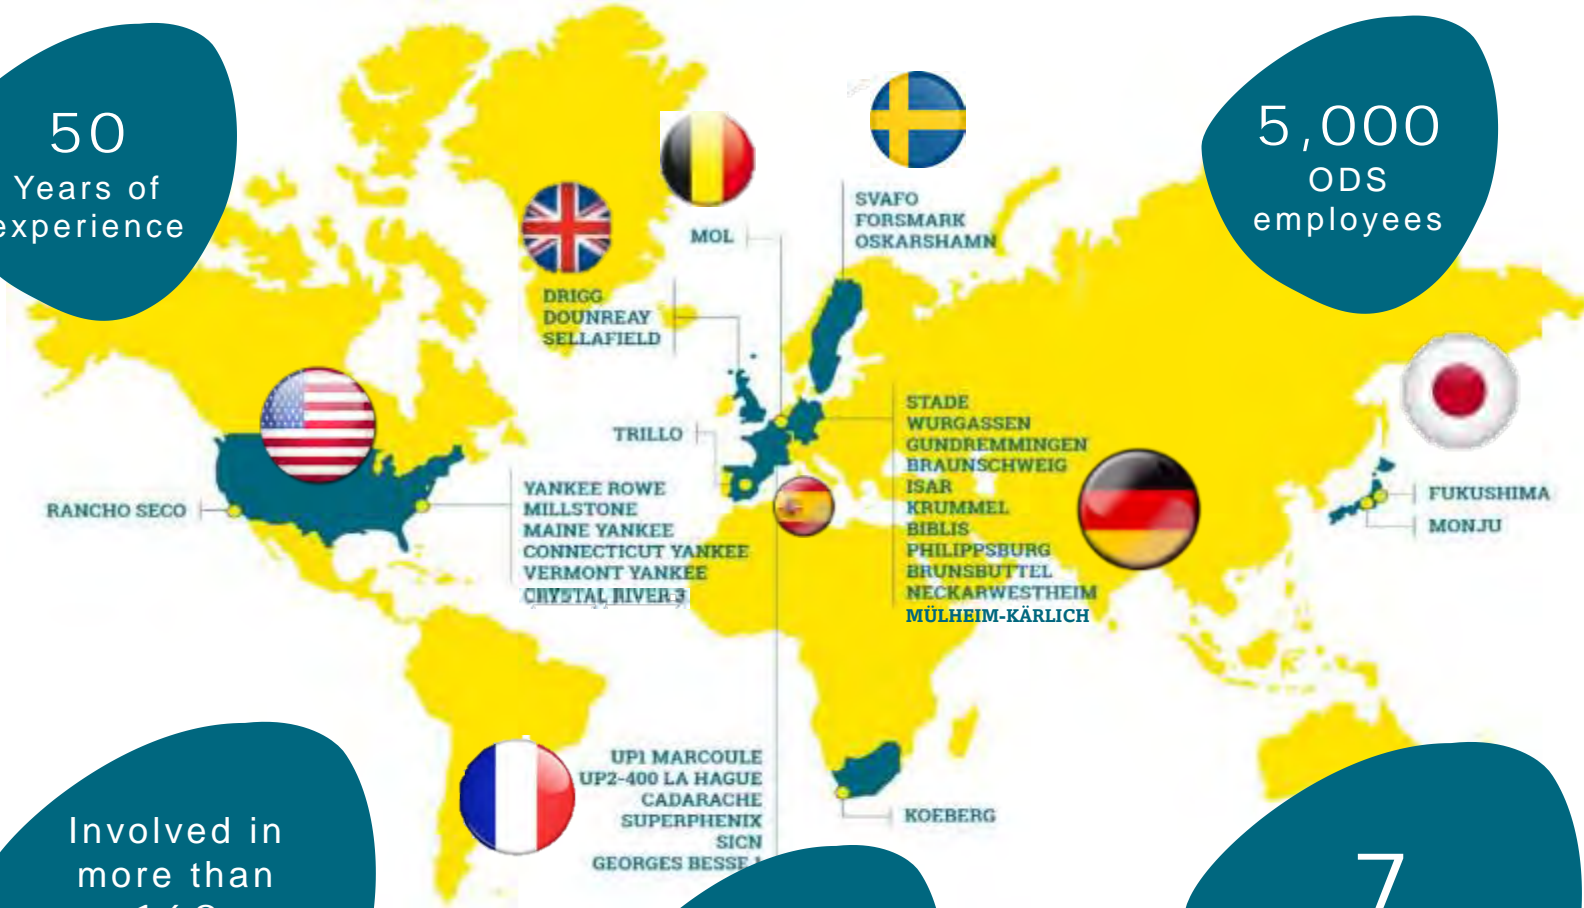 50
Years of
experience
5,000
ODS
employees
SVAFO
FORSMARK
OSKARSHAMN
MOL
DRIGG
DOUNREAY
SELLAFIELD
TRILLO
STADE
WURGASSEN
GUNDREMMINGEN
BRAUNSCHWEIG
ISAR
KRUMMEL
BIBLIS
PHILIPPSBURG
BRUNSBUTTEL
NECKARWESTHEIM
MÜLHEIM-KÄRLICH
RANCHO SECO
YANKEE ROWE
MILLSTONE
MAINE YANKEE
CONNECTICUT YANKEE
VERMONT YANKEE
CRYSTAL RIVER 3
FUKUSHIMA
MONJU
UP1 MARCOULE
UP2-400 LA HAGUE
CADARACHE
SUPERPHENIX
SICN
GEORGES BESSE 1
KOEBERG
Involved in
more than
7